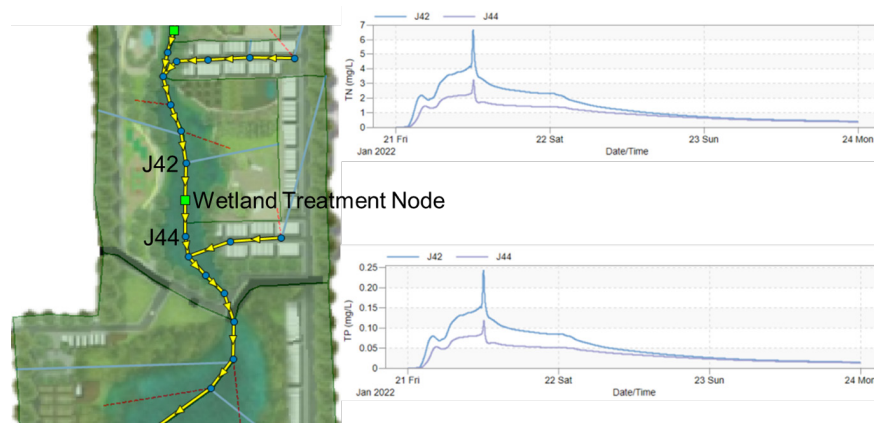 J42
Wetland Treatment Node
J44
J42 J44
TN (mg/L)
7
6
5
4
3
2
1
0
21 Fri 22 Sat 23 Sun 24 Mon
Jan 2022 Date/Time
J42 J44
TP (mg/L)
0.25
0.20
0.15
0.10
0.05
0
21 Fri 22 Sat 23 Sun 24 Mon
Jan 2022 Date/Time